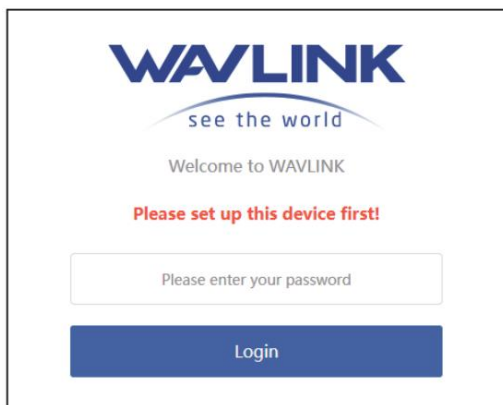 WAVLINK
see the world
Welcome to WAVLINK
Please set up this device first!
Please enter your password
Login